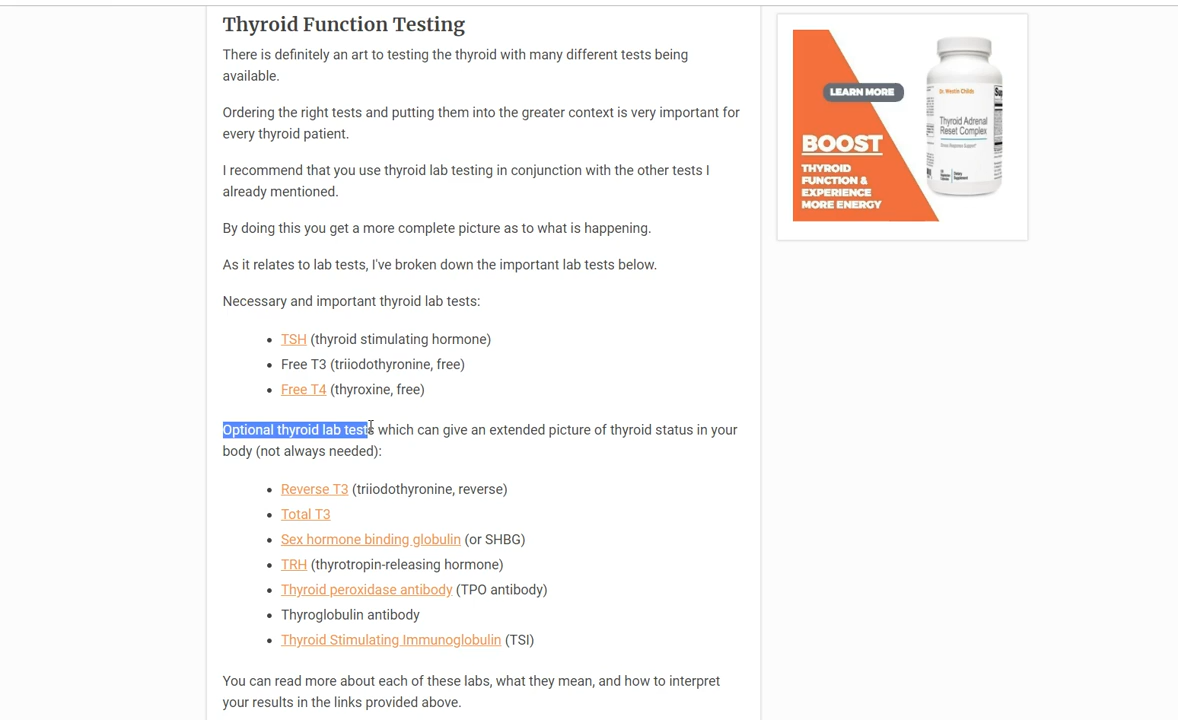 Thyroid Function Testing
There is definitely an art to testing the thyroid with many different tests being
available.
Ordering the right tests and putting them into the greater context is very important for
every thyroid patient.
I recommend that you use thyroid lab testing in conjunction with the other tests I
already mentioned.
By doing this you get a more complete picture as to what is happening.
As it relates to lab tests, I've broken down the important lab tests below.
Necessary and important thyroid lab tests:
• TSH (thyroid stimulating hormone)
• Free T3 (triiodothyronine, free)
• Free T4 (thyroxine, free)
Optional thyroid lab tests which can give an extended picture of thyroid status in your
body (not always needed):
• Reverse T3 (triiodothyronine, reverse)
• Total T3
• Sex hormone binding globulin (or SHBG)
• TRH (thyrotropin-releasing hormone)
• Thyroid peroxidase antibody (TPO antibody)
• Thyroglobulin antibody
• Thyroid Stimulating Immunoglobulin (TSI)
You can read more about each of these labs, what they mean, and how to interpret
your results in the links provided above.
LEARN MORE
BOOST
THYROID
FUNCTION &
EXPERIENCE
MORE ENERGY
Dr. Westin Childs
Thyroid Adrenal
Reset Complex